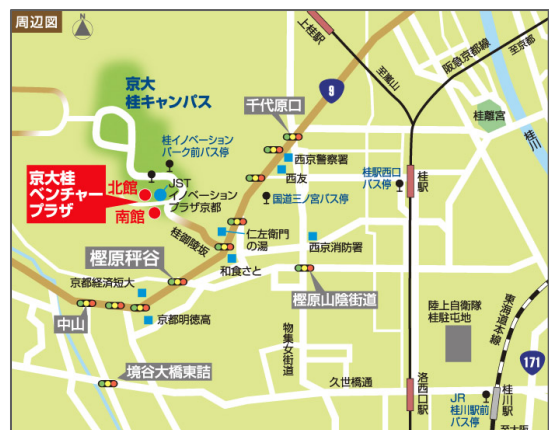 周辺図
上桂駅
至嵐山
阪急京都線
至京都
9
京大
桂キャンパス
千代原口
桂離宮
桂川
桂イノベーション
パーク前バス停
西京警察署
西友
桂駅西口
バス停
桂駅
京大桂
ベンチャー
プラザ
北館
南館
JST
イノベーション
プラザ京都
国道三ノ宮バス停
桂御陵坂
仁左衛門
の湯
西京消防署
樫原秤谷
和食さと
京都経済短大
樫原山陰街道
中山
京都明徳高
物集女街道
陸上自衛隊
桂駐屯地
東海道本線
171
境谷大橋東詰
久世橋通
洛西口駅
JR
桂川駅前
バス停
桂川駅
至大阪